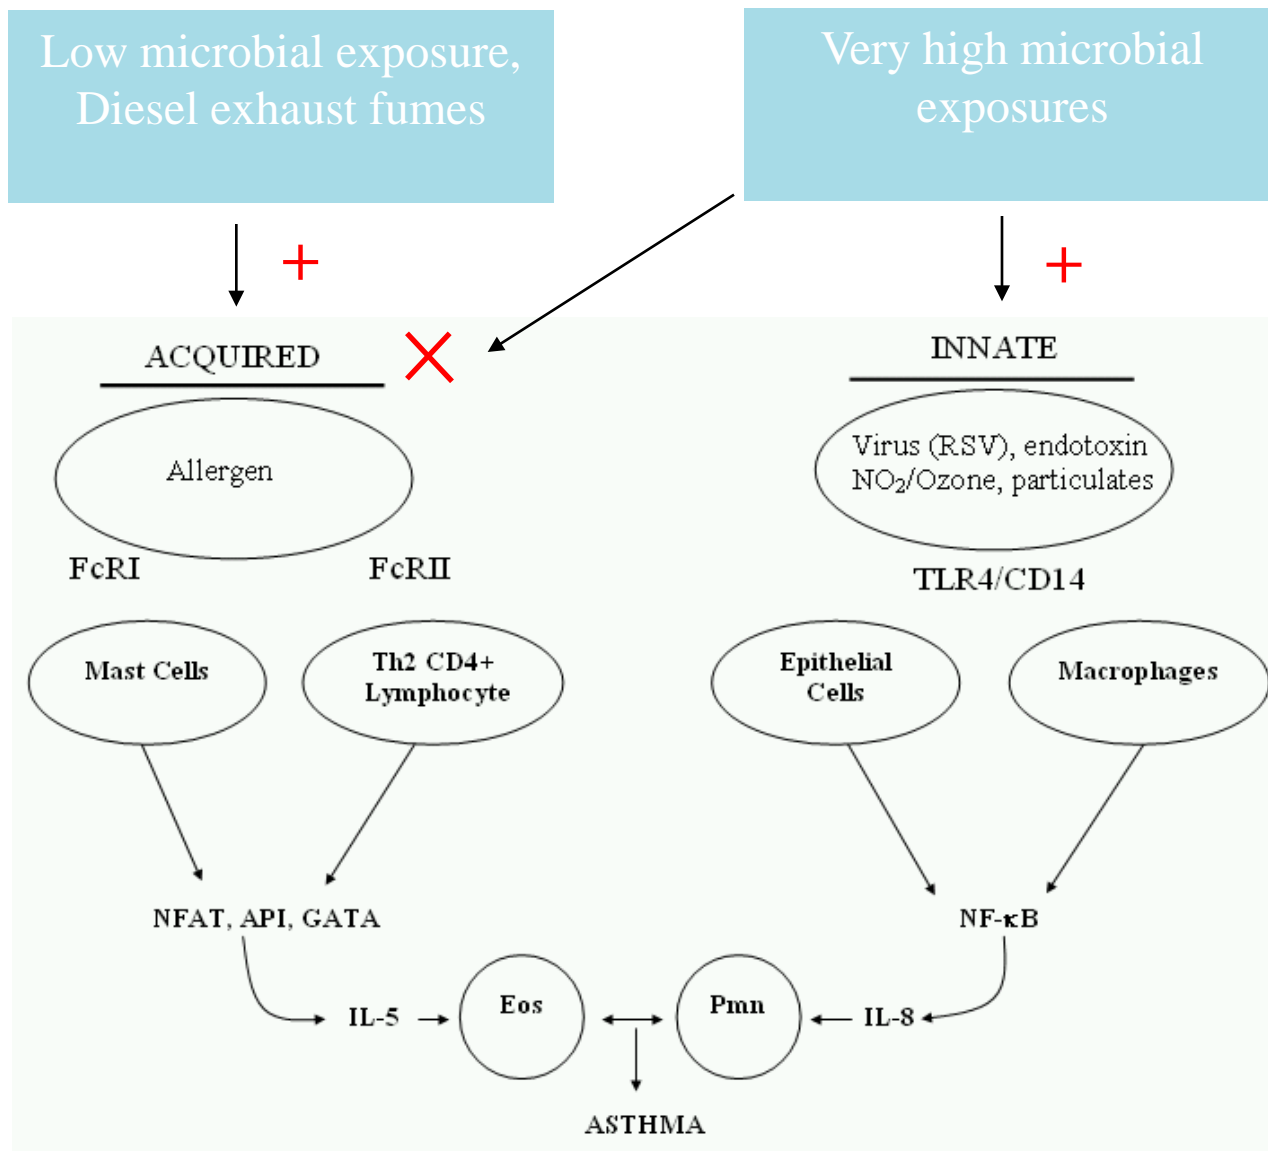 Low microbial exposure,
Diesel exhaust fumes
Very high microbial
exposures
+
+
ACQUIRED
INNATE
Allergen
Virus (RSV), endotoxin
NO₂/Ozone, particulates
FcRI
FcRII
TLR4/CD14
Mast Cells
Th2 CD4+
Lymphocyte
Epithelial
Cells
Macrophages
NFAT, API, GATA
NF-κB
IL-5
Eos
Pmn
IL-8
ASTHMA